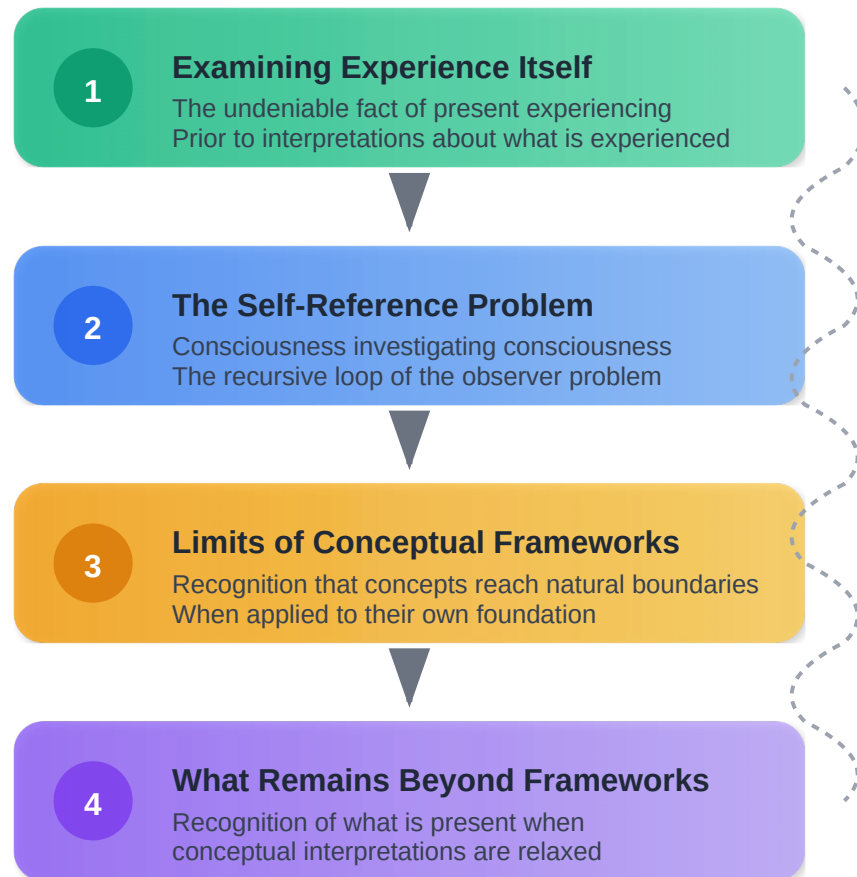 1
Examining Experience Itself
The undeniable fact of present experiencing
Prior to interpretations about what is experienced
2
The Self-Reference Problem
Consciousness investigating consciousness
The recursive loop of the observer problem
3
Limits of Conceptual Frameworks
Recognition that concepts reach natural boundaries
When applied to their own foundation
4
What Remains Beyond Frameworks
Recognition of what is present when
conceptual interpretations are relaxed